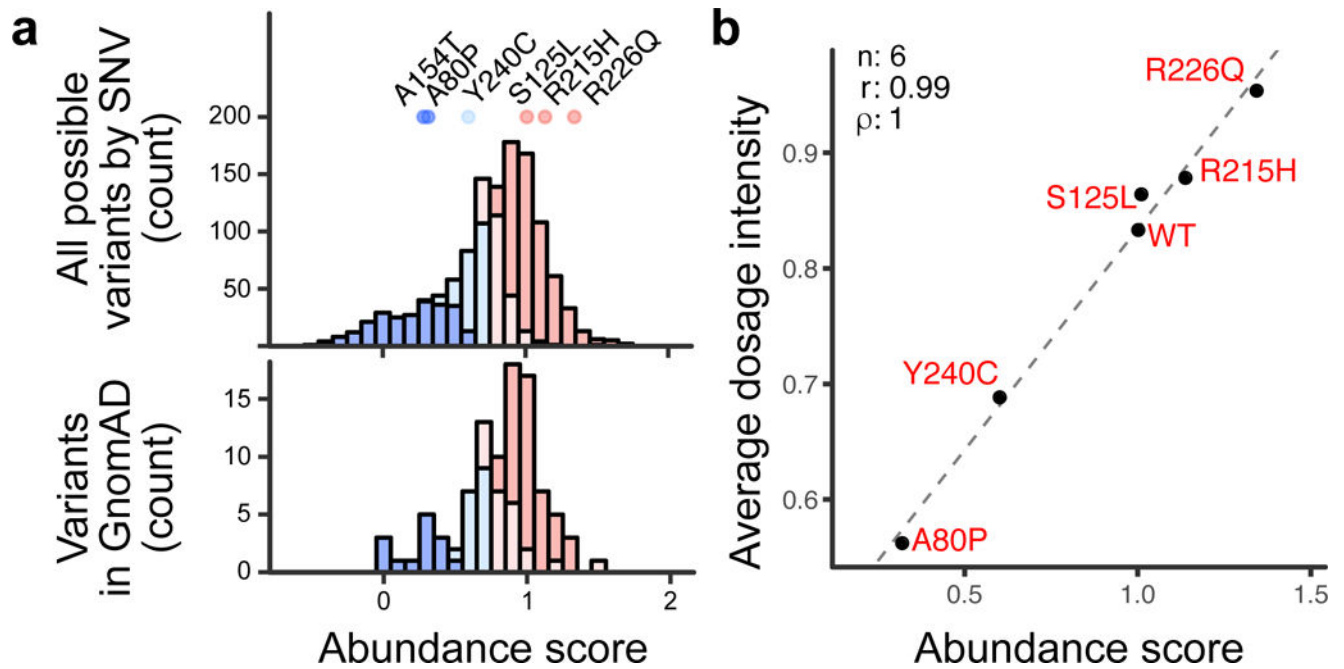 a
A154T
A80P
Y240C
S125L
R215H
R226Q
All possible
variants by SNV
(count)
200
150
100
50
Variants
in GnomAD
(count)
15
10
5
0
0
1
2
Abundance score
b
n: 6
r: 0.99
ρ: 1
R226Q
R215H
S125L
WT
Y240C
A80P
Average dosage intensity
0.9
0.8
0.7
0.6
0.5
1.0
1.5
Abundance score